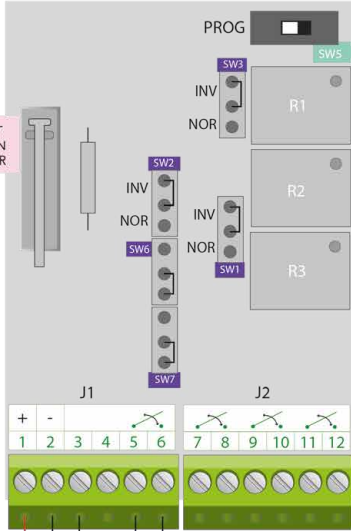 PROG
SW5
SW3
INV
NOR
R1
N
R
SW2
INV
NOR
R2
INV
NOR
SW6
SW1
R3
SW7
J1
J2
+ -
1 2 3 4 5 6
7 8 9 10 11 12